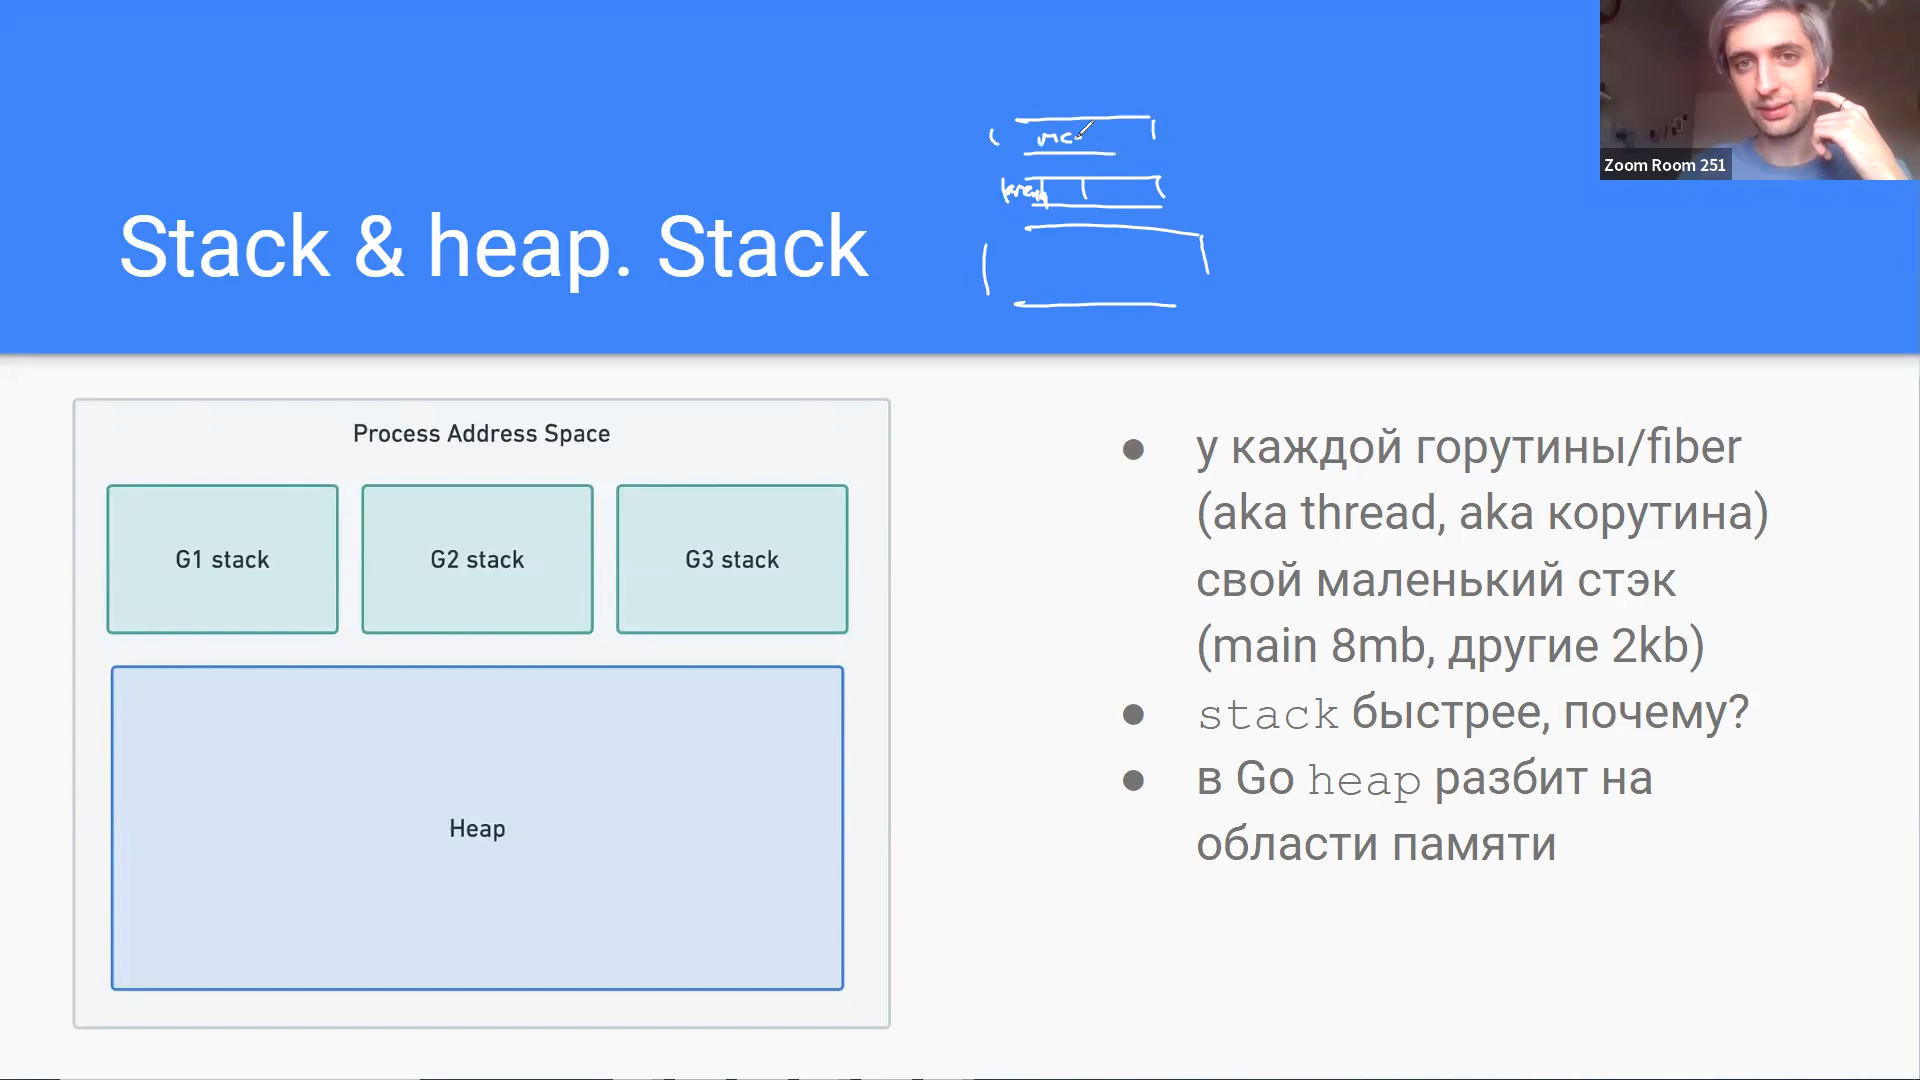 Zoom Room 251
Stack & heap. Stack
Process Address Space
G1 stack
G2 stack
G3 stack
Heap
● у каждой горутины/fiber
(aka thread, aka корутина)
свой маленький стэк
(main 8mb, другие 2kb)
● stack быстрее, почему?
● в Go heap разбит на
области памяти